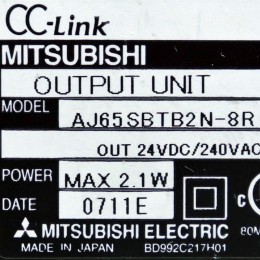 CC-Link
MITSUBISHI
OUTPUT UNIT
MODEL AJ65SBTB2N-8R
OUT 24VDC/240VAC
POWER MAX 2.1W
DATE 0711E
MITSUBISHI ELECTRIC
MADE IN JAPAN BD992C217H01
80M